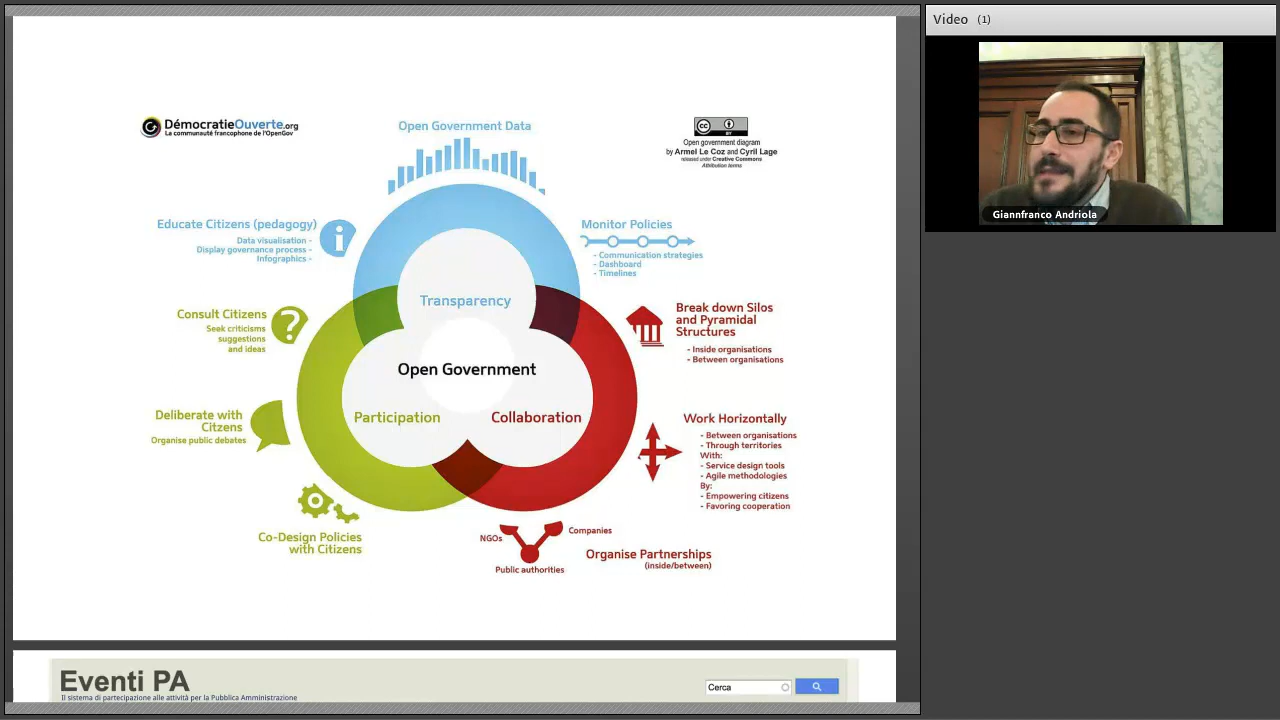 Video (1)
Giannfranco Andriola
DémocratieOuverte.org
La communauté francophone de l'OpenGov
Open Government Data
CC BY
Open government diagram
by Armel Le Coz and Cyril Lage
released under Creative Commons
Attribution terms
Educate Citizens (pedagogy)
Data visualisation -
Display governance process -
Infographics -
Monitor Policies
- Communication strategies
- Dashboard
- Timelines
Transparency
Consult Citizens
Seek criticisms
suggestions
and ideas
Break down Silos
and Pyramidal
Structures
- Inside organisations
- Between organisations
Open Government
Participation
Collaboration
Deliberate with
Citzens
Organise public debates
Work Horizontally
- Between organisations
- Through territories
With:
- Service design tools
- Agile methodologies
By:
- Empowering citizens
- Favoring cooperation
Co-Design Policies
with Citizens
NGOs
Companies
Public authorities
Organise Partnerships
(inside/between)
Eventi PA
Il sistema di partecipazione alle attività per la Pubblica Amministrazione
Cerca